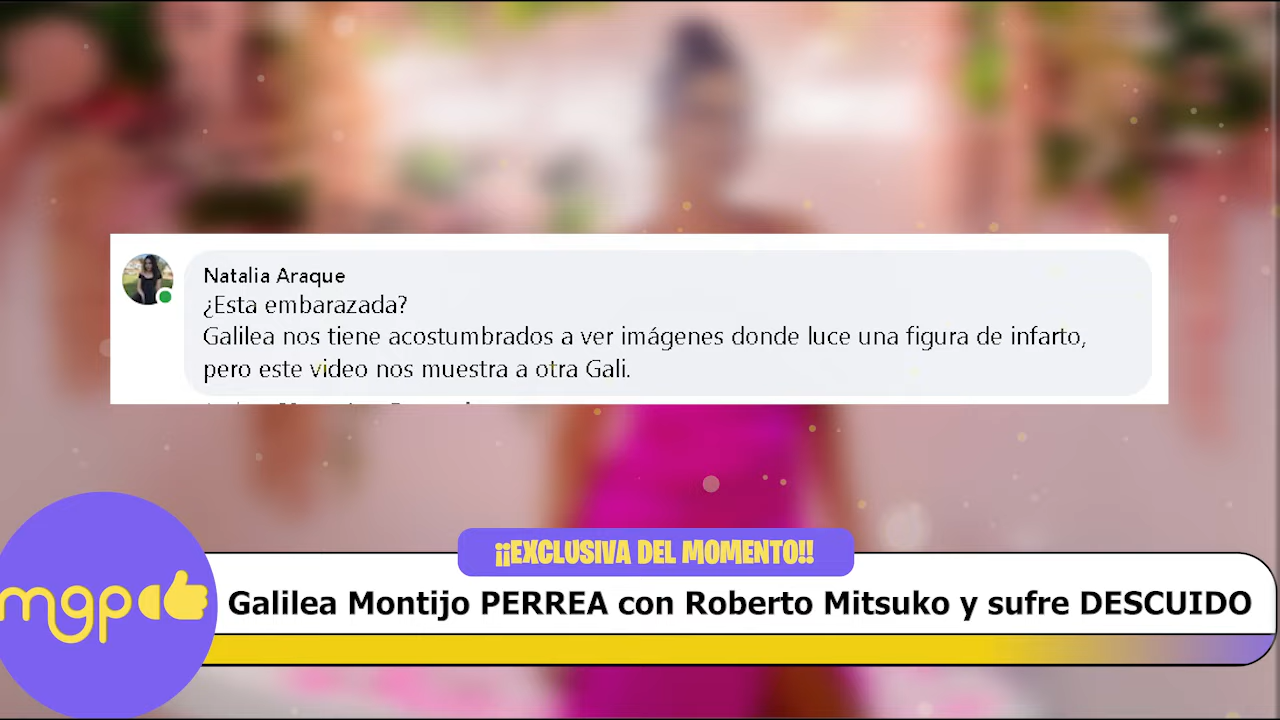 Natalia Araque
¿Esta embarazada?
Galilea nos tiene acostumbrados a ver imágenes donde luce una figura de infarto,
pero este video nos muestra a otra Gali.
¡¡EXCLUSIVA DEL MOMENTO!!
mgp
Galilea Montijo PERREA con Roberto Mitsuko y sufre DESCUIDO